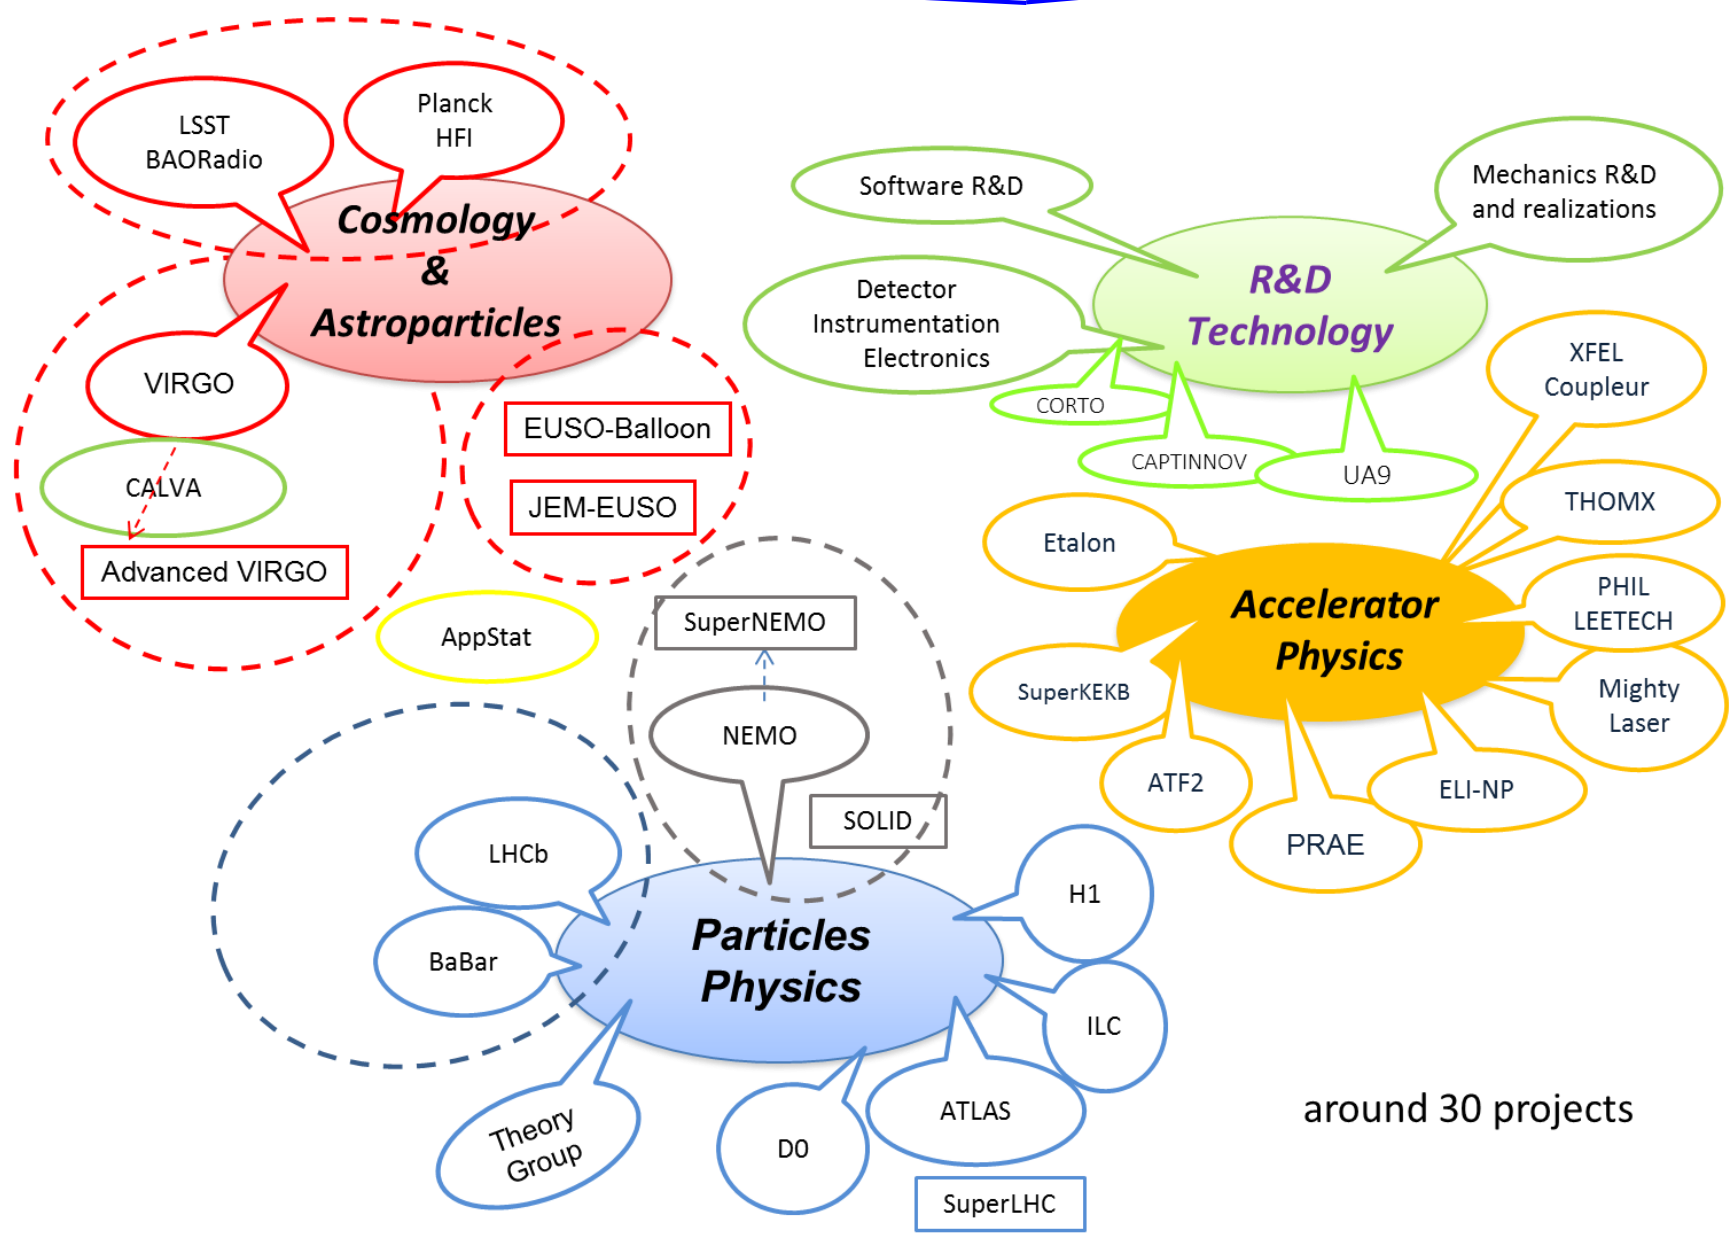 LSST
BAORadio
Planck
HFI
Cosmology
&
Astroparticles
VIRGO
CALVA
Advanced VIRGO
EUSO-Balloon
JEM-EUSO
AppStat
Software R&D
Mechanics R&D
and realizations
Detector
Instrumentation
Electronics
R&D
Technology
CORTO
CAPTINNOV
UA9
XFEL
Coupleur
THOMX
Etalon
Accelerator
Physics
PHIL
LEETECH
Mighty
Laser
SuperKEKB
ATF2
PRAE
ELI-NP
SuperNEMO
NEMO
SOLID
LHCb
BaBar
Particles
Physics
H1
ILC
Theory
Group
D0
ATLAS
SuperLHC
around 30 projects